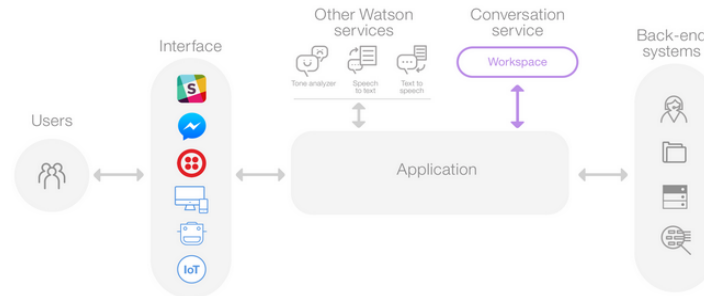 Other Watson
services
Conversation
service
Back-end
systems
Interface
Workspace
Tone analyzer
Speech
to text
Text to
speech
Users
S
Application
IoT